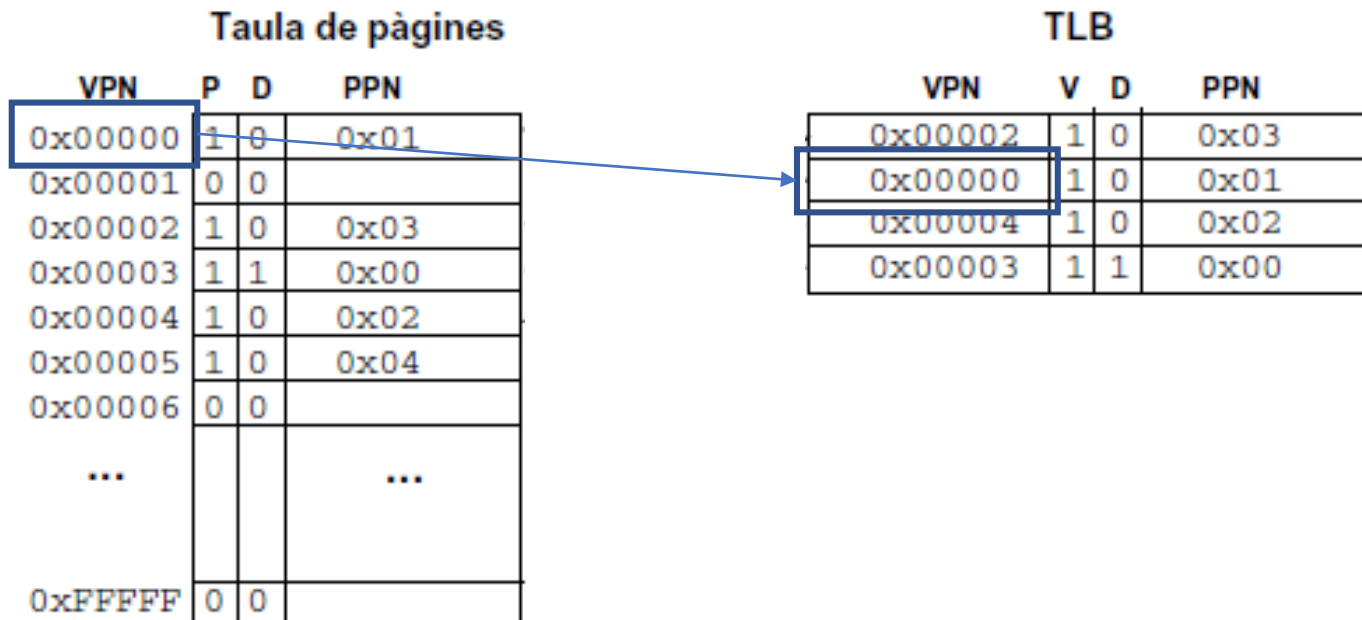 Taula de pàgines
VPN P D PPN
0x00000 1 0 0x01
0x00001 0 0
0x00002 1 0 0x03
0x00003 1 1 0x00
0x00004 1 0 0x02
0x00005 1 0 0x04
0x00006 0 0
... ...
0xFFFFF 0 0
TLB
VPN V D PPN
0x00002 1 0 0x03
0x00000 1 0 0x01
0x00004 1 0 0x02
0x00003 1 1 0x00